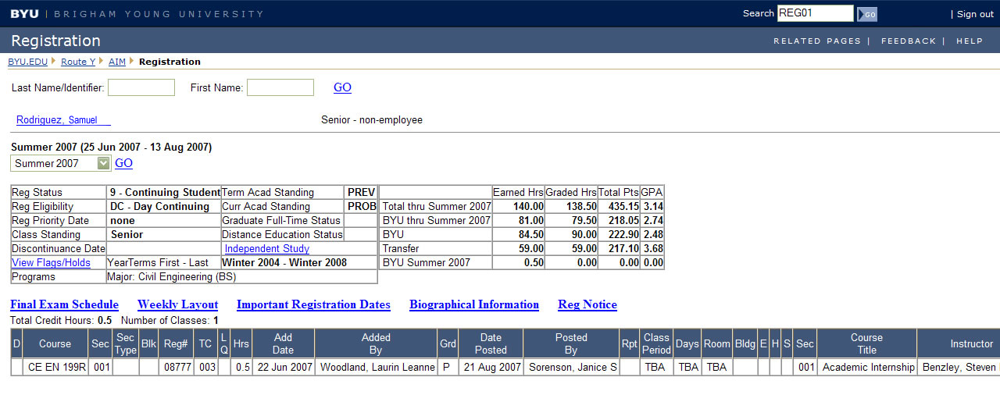 BYU | BRIGHAM YOUNG UNIVERSITY Search REG01 GO | Sign out
Registration RELATED PAGES | FEEDBACK | HELP
BYU.EDU Route Y AIM Registration
Last Name/Identifier: First Name: GO
Rodriguez, Samuel Senior - non-employee
Summer 2007 (25 Jun 2007 - 13 Aug 2007)
Summer 2007 GO
Reg Status 9 - Continuing Student Term Acad Standing PREV Earned Hrs Graded Hrs Total Pts GPA
Reg Eligibility DC - Day Continuing Curr Acad Standing PROB Total thru Summer 2007 140.00 138.50 435.15 3.14
Reg Priority Date none Graduate Full-Time Status BYU thru Summer 2007 81.00 79.50 218.05 2.74
Class Standing Senior Distance Education Status BYU 84.50 90.00 222.90 2.48
Discontinuance Date Independent Study Transfer 59.00 59.00 217.10 3.68
View Flags/Holds YearTerms First - Last Winter 2004 - Winter 2008 BYU Summer 2007 0.50 0.00 0.00 0.00
Programs Major: Civil Engineering (BS)
Final Exam Schedule Weekly Layout Important Registration Dates Biographical Information Reg Notice
Total Credit Hours: 0.5 Number of Classes: 1
D Course Sec Sec Type Blk Reg# TC L Q Hrs Add Date Added By Grd Date Posted Posted By Rpt Class Period Days Room Bldg E H S Sec Course Title Instructor
CE EN 199R 001 08777 003 0.5 22 Jun 2007 Woodland, Laurin Leanne P 21 Aug 2007 Sorenson, Janice S TBA TBA TBA 001 Academic Internship Benzley, Steven